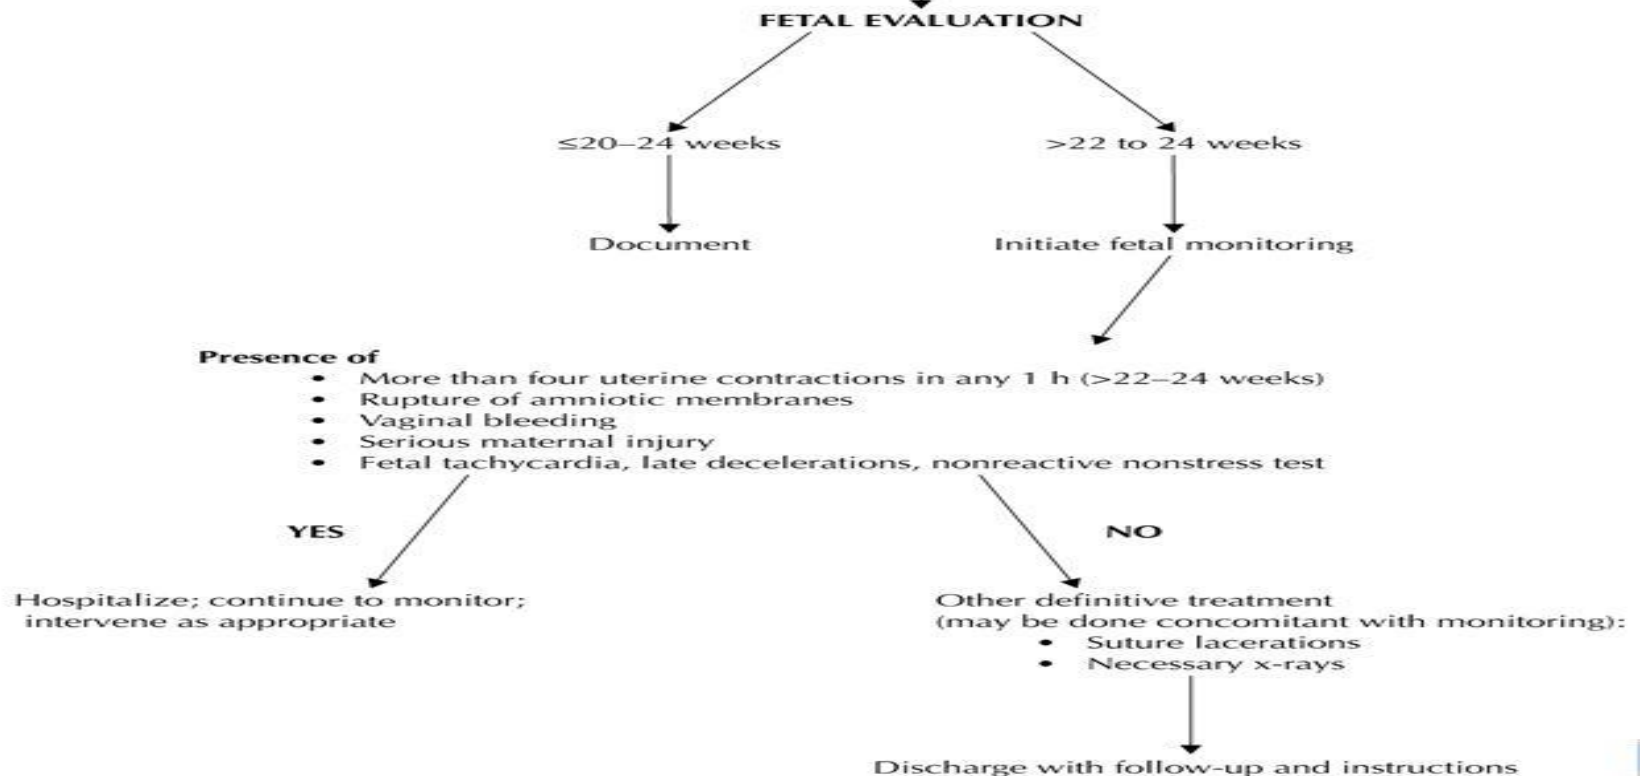 FETAL EVALUATION
≤20–24 weeks
>22 to 24 weeks
Document
Initiate fetal monitoring
Presence of
• More than four uterine contractions in any 1 h (>22–24 weeks)
• Rupture of amniotic membranes
• Vaginal bleeding
• Serious maternal injury
• Fetal tachycardia, late decelerations, nonreactive nonstress test
YES
NO
Hospitalize; continue to monitor;
intervene as appropriate
Other definitive treatment
(may be done concomitant with monitoring):
• Suture lacerations
• Necessary x-rays
Discharge with follow-up and instructions